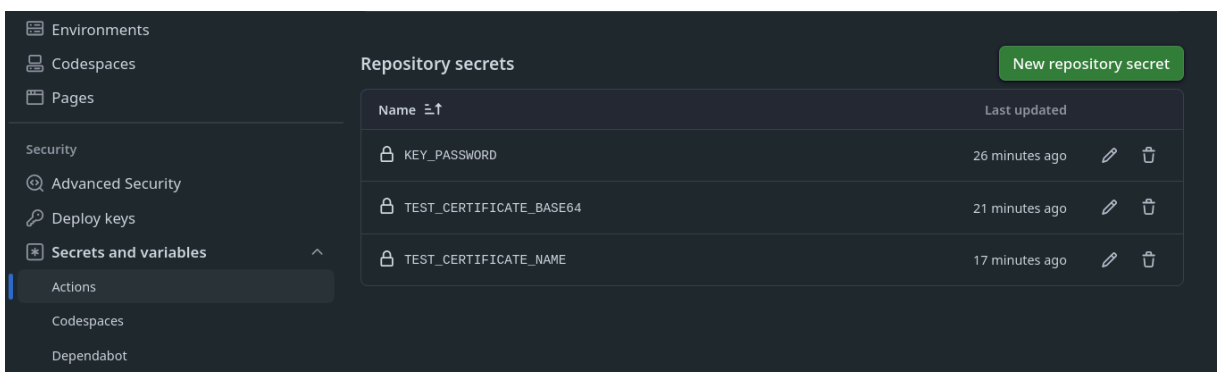 Environments
Codespaces
Pages
Security
Advanced Security
Deploy keys
Secrets and variables
Actions
Codespaces
Dependabot
Repository secrets
New repository secret
Name Last updated
KEY_PASSWORD 26 minutes ago
TEST_CERTIFICATE_BASE64 21 minutes ago
TEST_CERTIFICATE_NAME 17 minutes ago